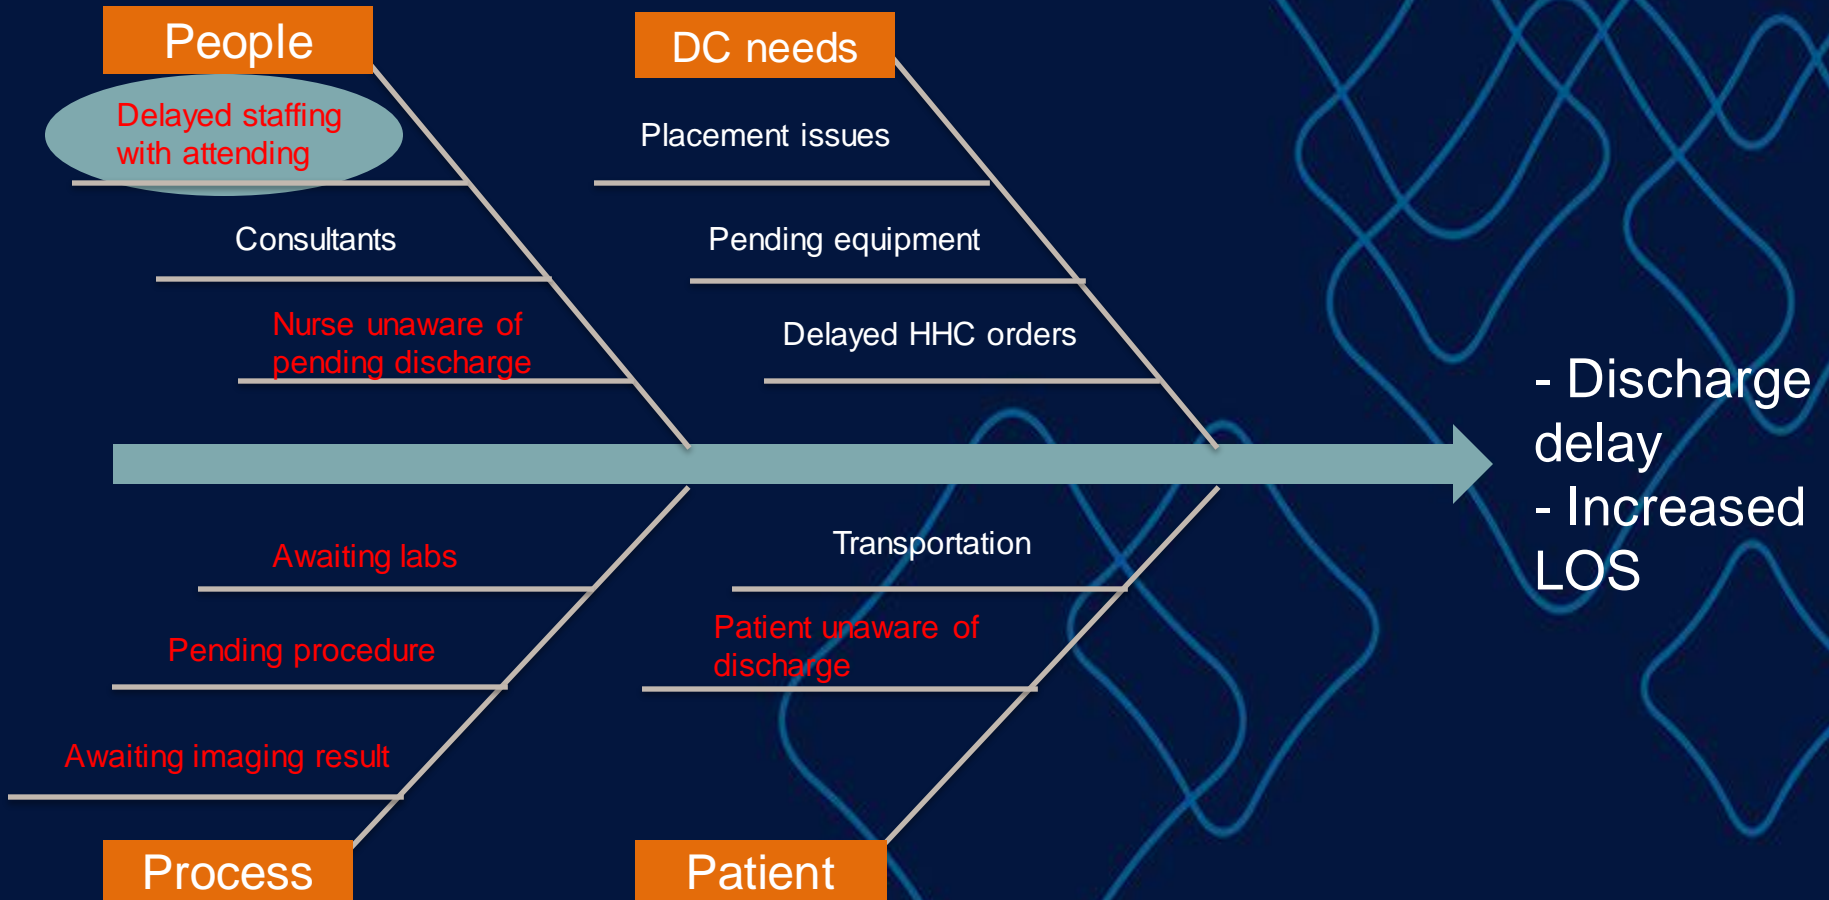 People
Delayed staffing
with attending
Consultants
Nurse unaware of
pending discharge
DC needs
Placement issues
Pending equipment
Delayed HHC orders
- Discharge
delay
- Increased
LOS
Awaiting labs
Pending procedure
Awaiting imaging result
Process
Transportation
Patient unaware of
discharge
Patient